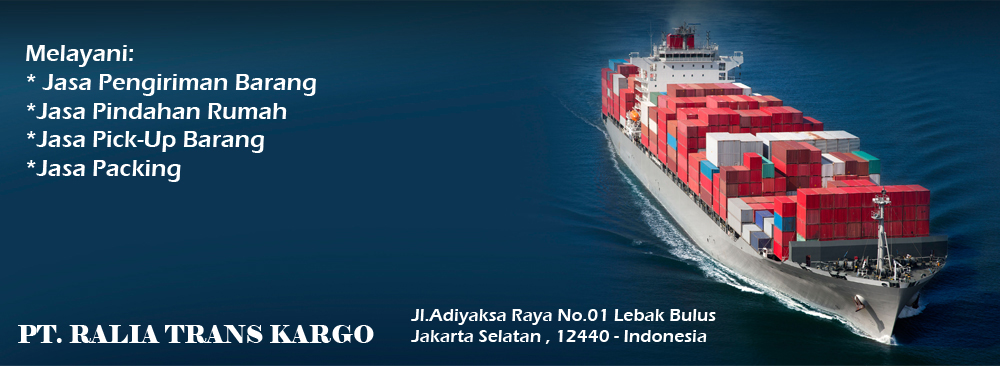 Melayani:
* Jasa Pengiriman Barang
*Jasa Pindahan Rumah
*Jasa Pick-Up Barang
*Jasa Packing
PT. RALIA TRANS KARGO
Jl.Adiyaksa Raya No.01 Lebak Bulus
Jakarta Selatan , 12440 - Indonesia